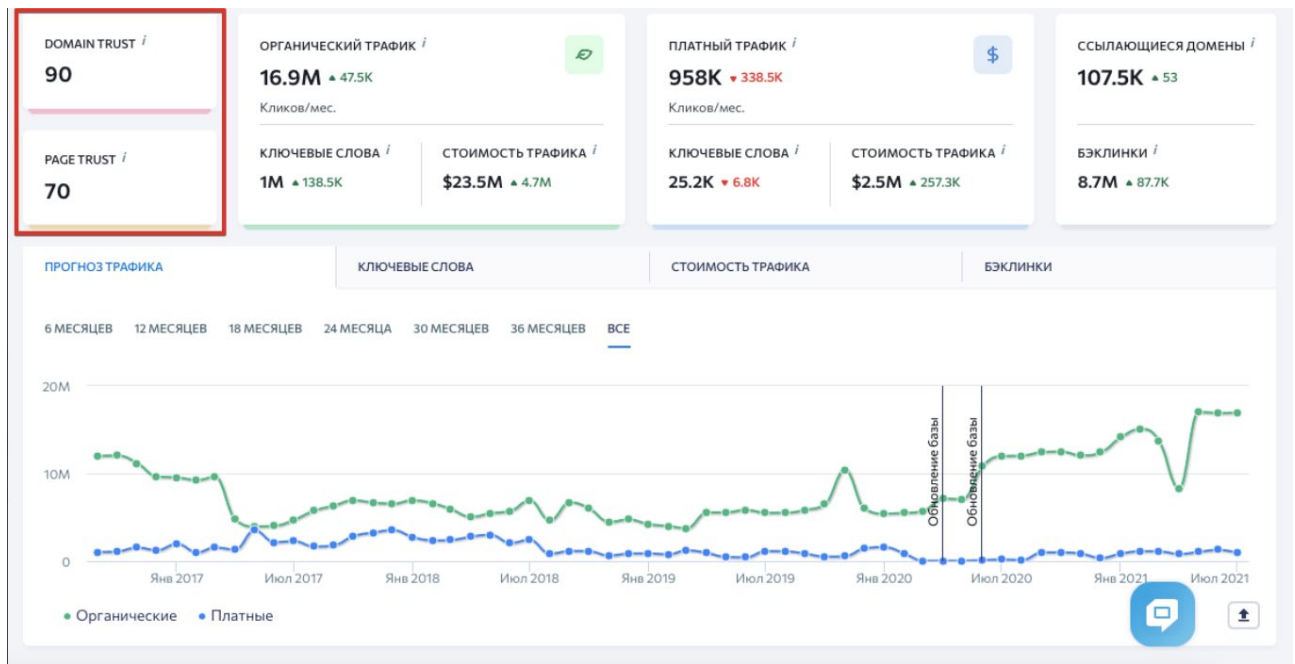 DOMAIN TRUST i
90
PAGE TRUST i
70
ОРГАНИЧЕСКИЙ ТРАФИК i
16.9M ▲ 47.5K
Кликов/мес.
КЛЮЧЕВЫЕ СЛОВА i
1M ▲ 138.5K
СТОИМОСТЬ ТРАФИКА i
$23.5M ▲ 4.7M
ПЛАТНЫЙ ТРАФИК i
$
958K ▼ 338.5K
Кликов/мес.
КЛЮЧЕВЫЕ СЛОВА i
25.2K ▼ 6.8K
СТОИМОСТЬ ТРАФИКА i
$2.5M ▲ 257.3K
ССЫЛАЮЩИЕСЯ ДОМЕНЫ i
107.5K ▲ 53
БЭКЛИНКИ i
8.7M ▲ 87.7K
ПРОГНОЗ ТРАФИКА КЛЮЧЕВЫЕ СЛОВА СТОИМОСТЬ ТРАФИКА БЭКЛИНКИ
6 МЕСЯЦЕВ 12 МЕСЯЦЕВ 18 МЕСЯЦЕВ 24 МЕСЯЦА 30 МЕСЯЦЕВ 36 МЕСЯЦЕВ ВСЕ
20M
10M
0
Обновление базы
Обновление базы
Янв 2017 Июл 2017 Янв 2018 Июл 2018 Янв 2019 Июл 2019 Янв 2020 Июл 2020 Янв 2021 Июл 2021
Органические Платные